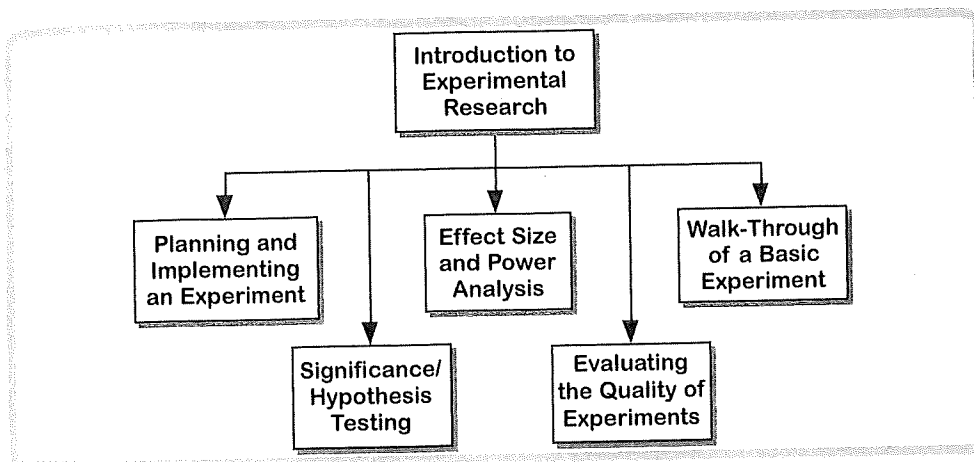 Introduction to
Experimental
Research
Planning and
Implementing
an Experiment
Significance/
Hypothesis
Testing
Effect Size
and Power
Analysis
Evaluating
the Quality of
Experiments
Walk-Through
of a Basic
Experiment